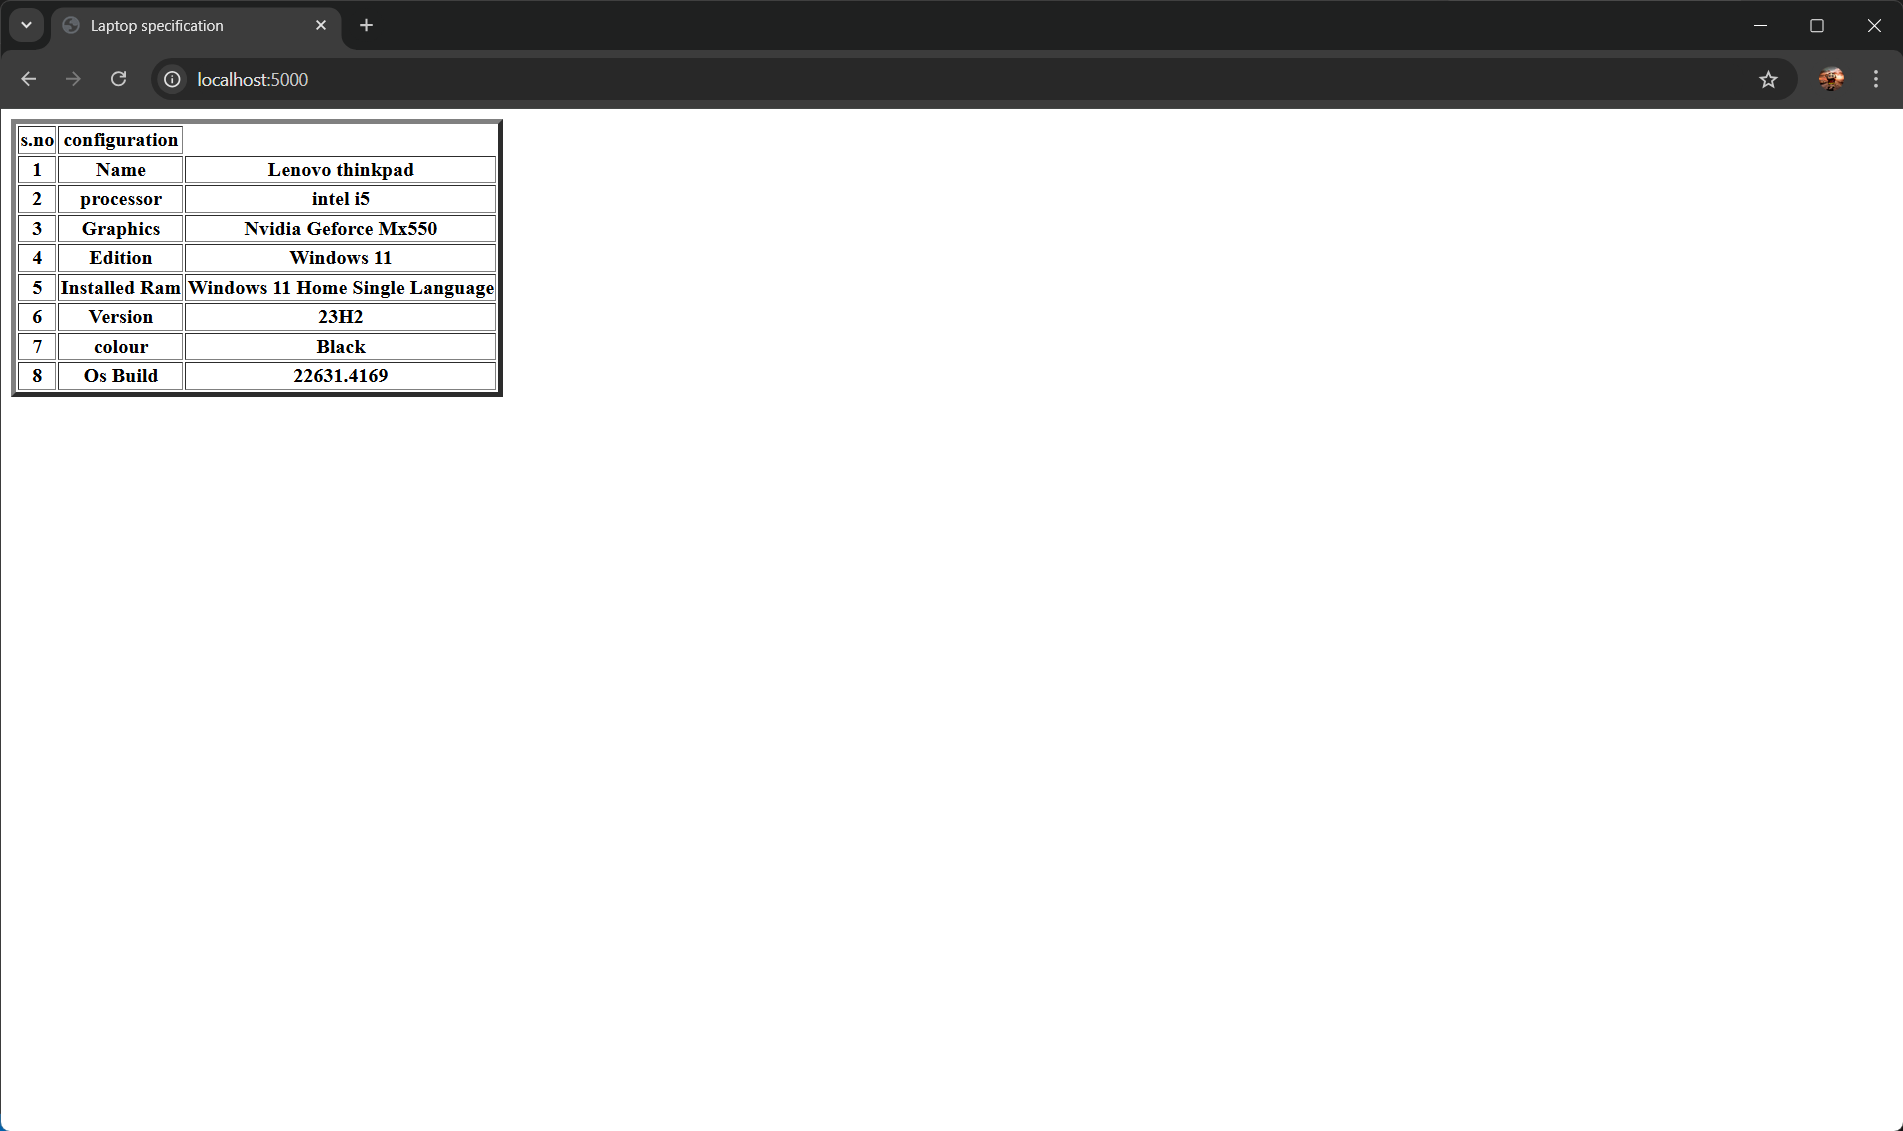 Laptop specification
localhost:5000
s.no configuration
1 Name Lenovo thinkpad
2 processor intel i5
3 Graphics Nvidia Geforce Mx550
4 Edition Windows 11
5 Installed Ram Windows 11 Home Single Language
6 Version 23H2
7 colour Black
8 Os Build 22631.4169